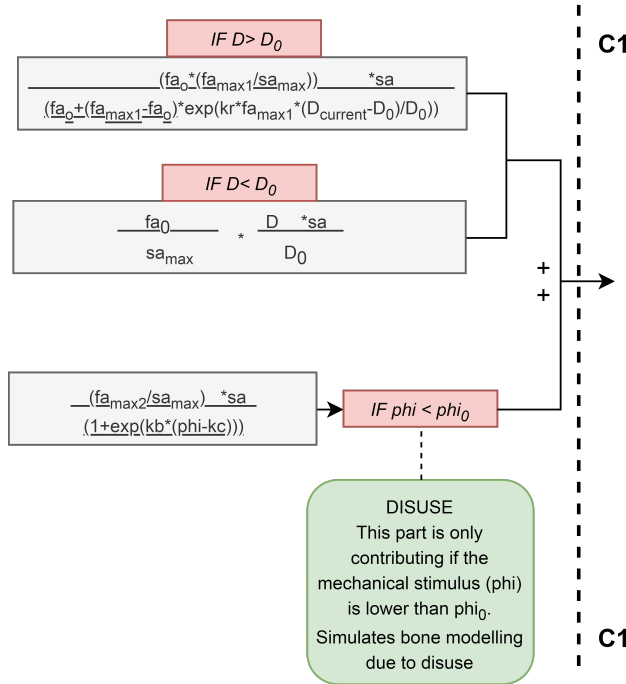 IF D> D0
C1
(fao*(famax1/samax)) *sa
(fao+(famax1-fao)*exp(kr*famax1*(Dcurrent-D0)/D0))
IF D< D0
fa0 * D *sa
samax D0
+
+
(famax2/samax) *sa
(1+exp(kb*(phi-kc)))
IF phi < phi0
DISUSE
This part is only
contributing if the
mechanical stimulus (phi)
is lower than phi0.
Simulates bone modelling
due to disuse
C1